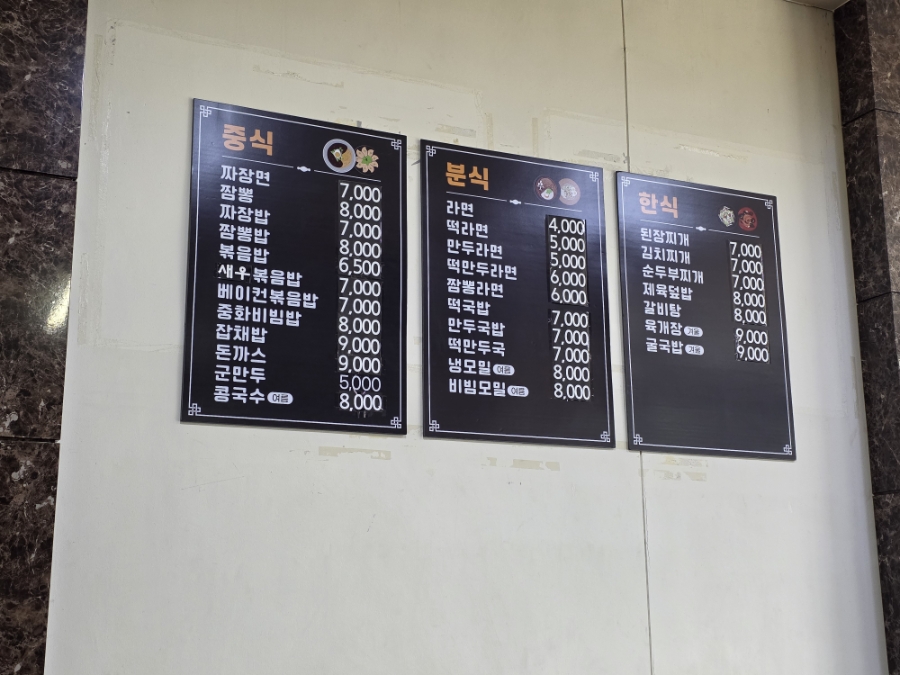 중식
짜장면 7,000
짬뽕 8,000
짜장밥 7,000
짬뽕밥 8,000
볶음밥 6,500
새우볶음밥 7,000
베이컨볶음밥 7,000
중화비빔밥 8,000
잡채밥 9,000
돈까스 9,000
군만두 5,000
콩국수 여름 8,000
분식
라면 4,000
떡라면 5,000
만두라면 5,000
떡만두라면 6,000
짬뽕라면 6,000
떡국밥 7,000
만두국밥 7,000
떡만두국 7,000
냉모밀 여름 8,000
비빔모밀 여름 8,000
한식
된장찌개 7,000
김치찌개 7,000
순두부찌개 7,000
제육덮밥 8,000
갈비탕 8,000
육개장 겨울 9,000
굴국밥 겨울 9,000